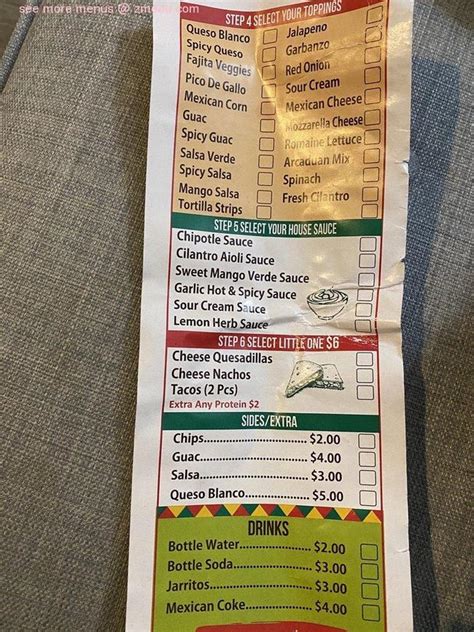 see more menus @ zmenu.com
STEP 4 SELECT YOUR TOPPINGS
Queso Blanco
Spicy Queso
Fajita Veggies
Pico De Gallo
Mexican Corn
Guac
Spicy Guac
Salsa Verde
Spicy Salsa
Mango Salsa
Tortilla Strips
Jalapeno
Garbanzo
Red Onion
Sour Cream
Mexican Cheese
Mozzarella Cheese
Romaine Lettuce
Arcaduan Mix
Spinach
Fresh Cilantro
STEP 5 SELECT YOUR HOUSE SAUCE
Chipotle Sauce
Cilantro Aioli Sauce
Sweet Mango Verde Sauce
Garlic Hot & Spicy Sauce
Sour Cream Sauce
Lemon Herb Sauce
STEP 6 SELECT LITTLE ONE $6
Cheese Quesadillas
Cheese Nachos
Tacos (2 Pcs)
Extra Any Protein $2
SIDES/EXTRA
Chips.......................... $2.00
Guac........................... $4.00
Salsa........................... $3.00
Queso Blanco............... $5.00
DRINKS
Bottle Water................. $2.00
Bottle Soda.................. $3.00
Jarritos........................ $3.00
Mexican Coke.............. $4.00